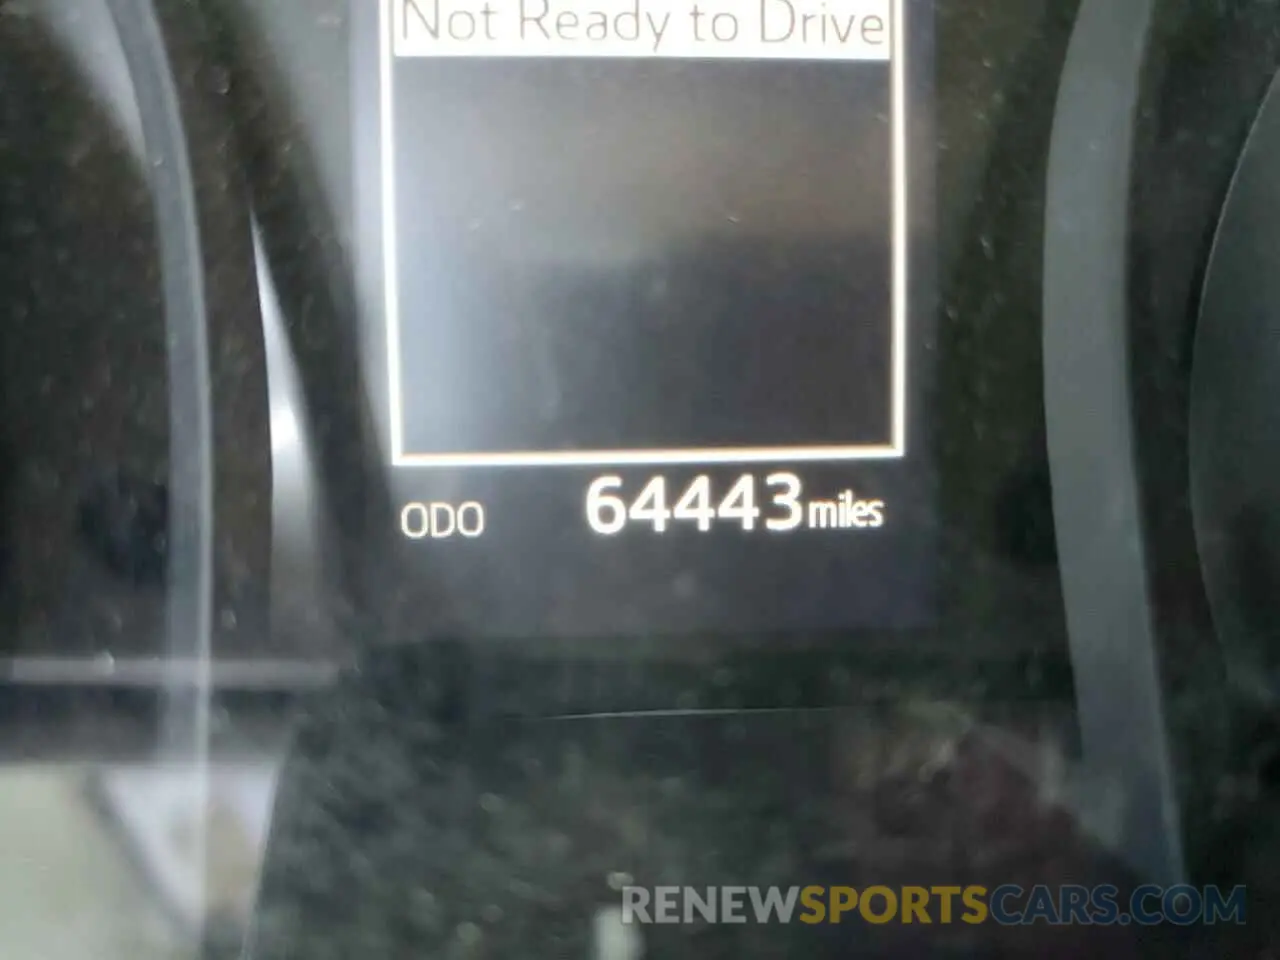 Not Ready to Drive
ODO 64443 miles
RENEWSPORTSCARS.COM